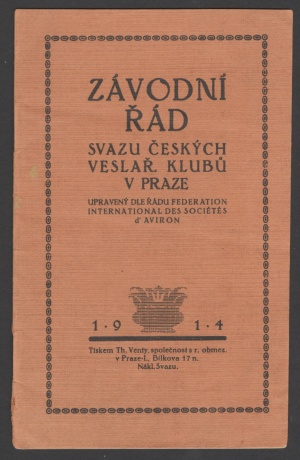 ZÁVODNÍ
ŘÁD
SVAZU ČESKÝCH
VESLAŘ. KLUBŮ
V PRAZE
UPRAVENÝ DLE ŘÁDU FEDERATION
INTERNATIONAL DES SOCIÉTÉS
d' AVIRON
1·9 1·4
Tiskem Th. Venty, společnost s r. obmez.
v Praze-I., Bílkova 17 n.
Nákl. Svazu.